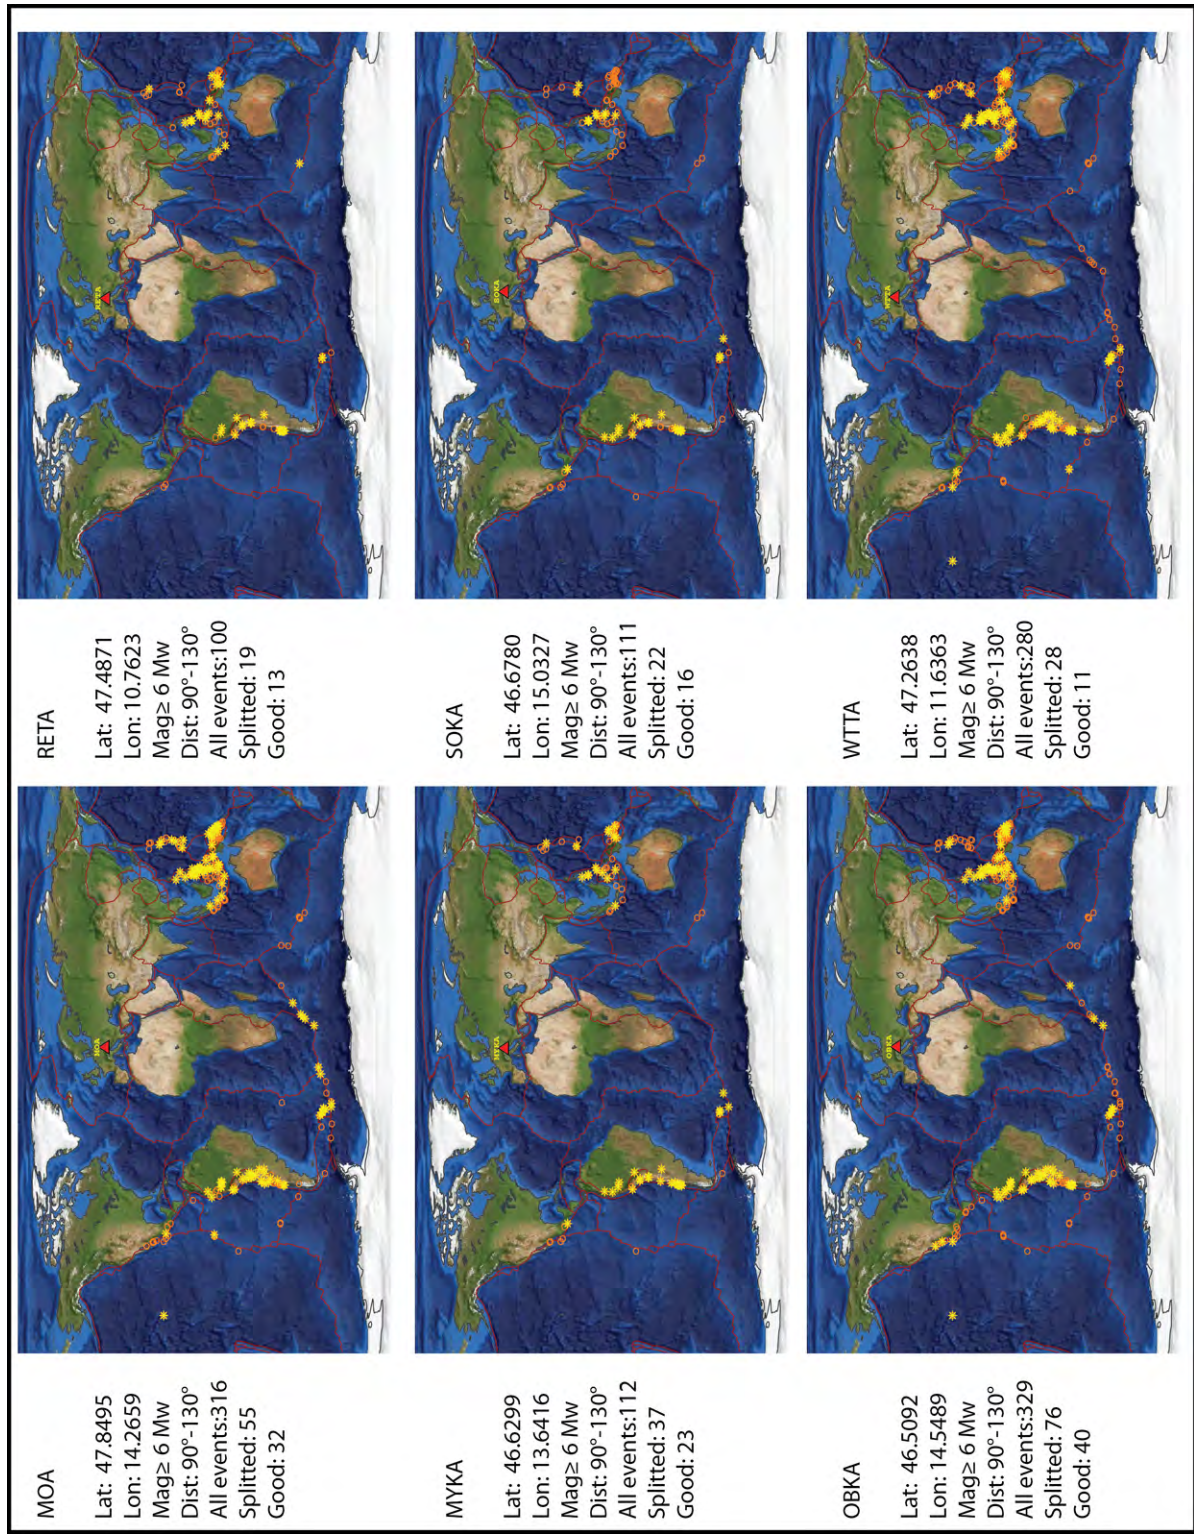 MOA
Lat: 47.8495
Lon: 14.2659
Mag≥ 6 Mw
Dist: 90°-130°
All events:316
Splitted: 55
Good: 32
MOA
RETA
Lat: 47.4871
Lon: 10.7623
Mag≥ 6 Mw
Dist: 90°-130°
All events:100
Splitted: 19
Good: 13
RETA
MYKA
Lat: 46.6299
Lon: 13.6416
Mag≥ 6 Mw
Dist: 90°-130°
All events:112
Splitted: 37
Good: 23
MYKA
SOKA
Lat: 46.6780
Lon: 15.0327
Mag≥ 6 Mw
Dist: 90°-130°
All events:111
Splitted: 22
Good: 16
SOKA
OBKA
Lat: 46.5092
Lon: 14.5489
Mag≥ 6 Mw
Dist: 90°-130°
All events:329
Splitted: 76
Good: 40
OBKA
WTTA
Lat: 47.2638
Lon: 11.6363
Mag≥ 6 Mw
Dist: 90°-130°
All events:280
Splitted: 28
Good: 11
WTTA